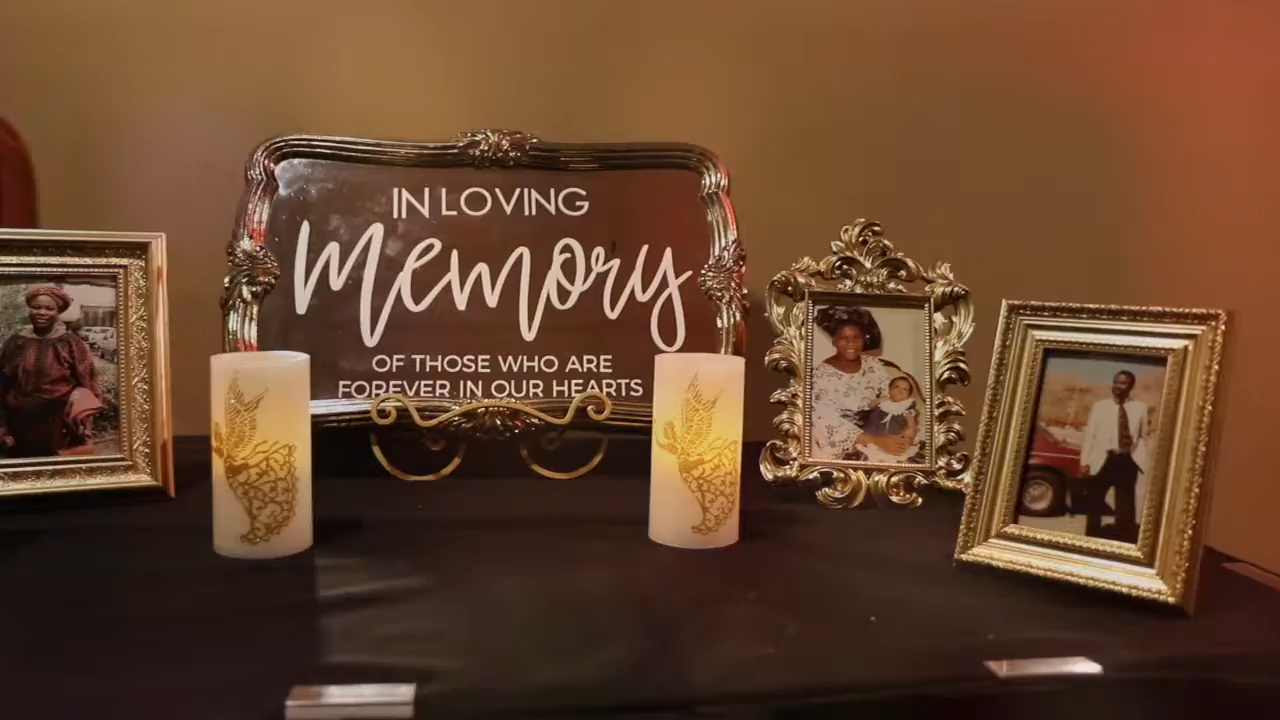 IN LOVING
Memory
OF THOSE WHO ARE
FOREVER IN OUR HEARTS